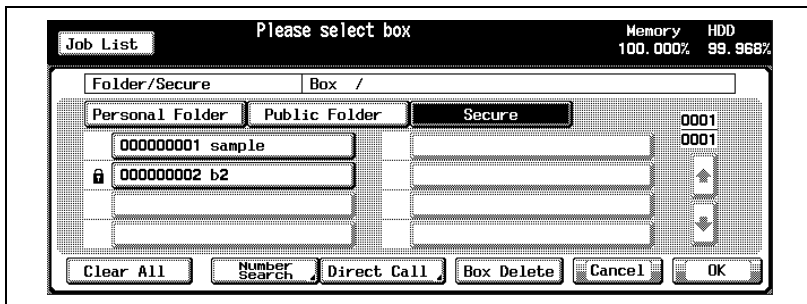 Job List
Please select box
Memory HDD
100.000% 99.968%
Folder/Secure Box /
Personal Folder Public Folder Secure
0001
0001
000000001 sample
000000002 b2
Clear All Number Search Direct Call Box Delete Cancel OK